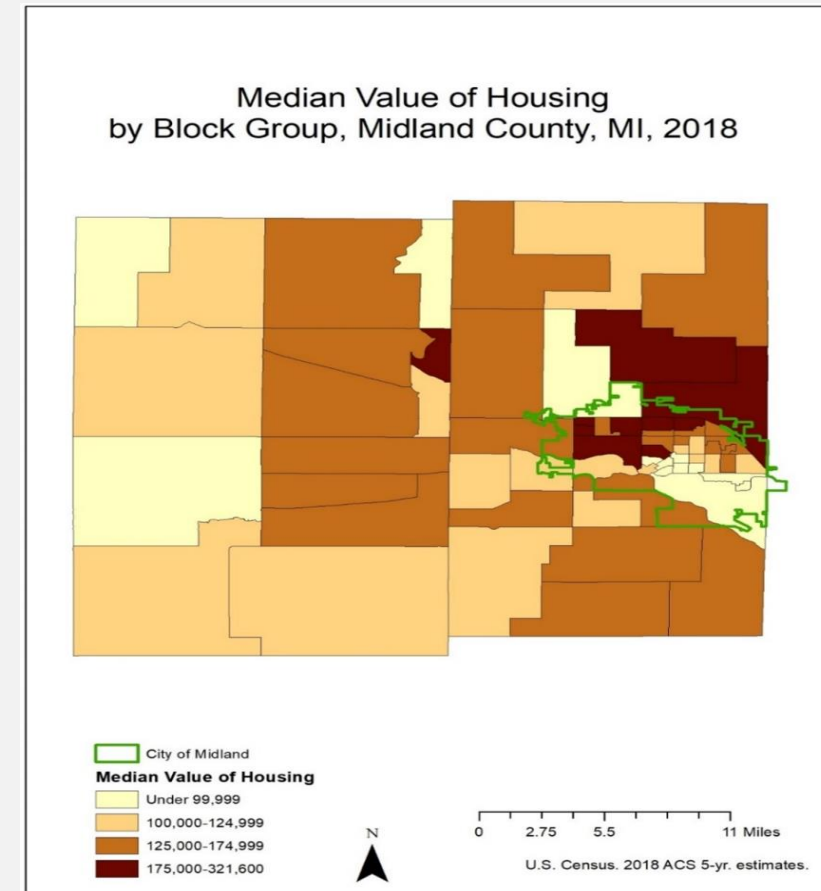 Median Value of Housing
by Block Group, Midland County, MI, 2018
City of Midland
Median Value of Housing
Under 99,999
100,000-124,999
125,000-174,999
175,000-321,600
N
0 2.75 5.5 11 Miles
U.S. Census. 2018 ACS 5-yr. estimates.